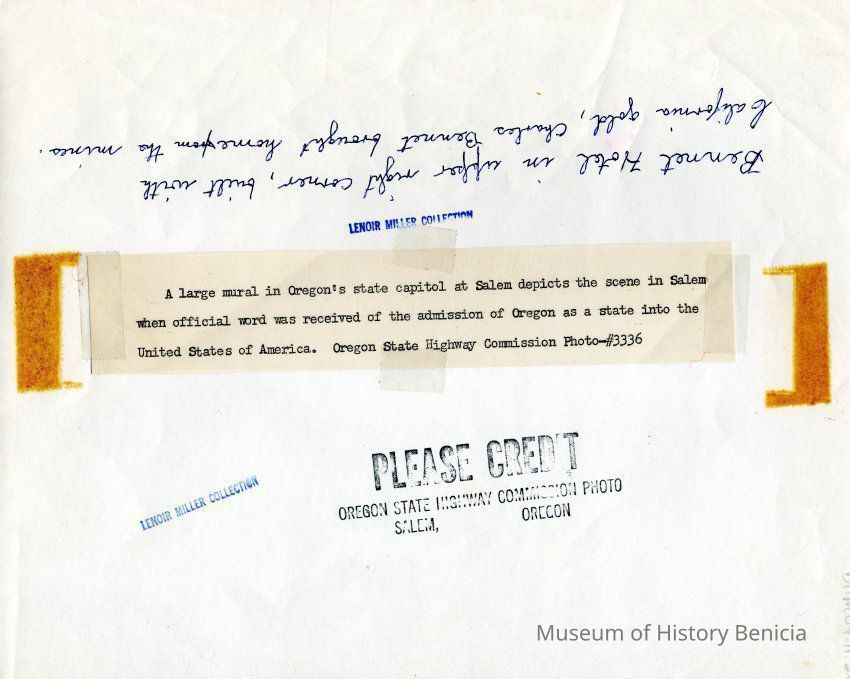 Bennet Hotel in upper right corner, built with
California gold, Charles Bennet brought home from the mines.
LENOIR MILLER COLLECTION
A large mural in Oregon's state capitol at Salem depicts the scene in Salem
when official word was received of the admission of Oregon as a state into the
United States of America. Oregon State Highway Commission Photo—#3336
PLEASE CREDIT
OREGON STATE HIGHWAY COMMISSION PHOTO
SALEM, OREGON
LENOIR MILLER COLLECTION
Museum of History Benicia